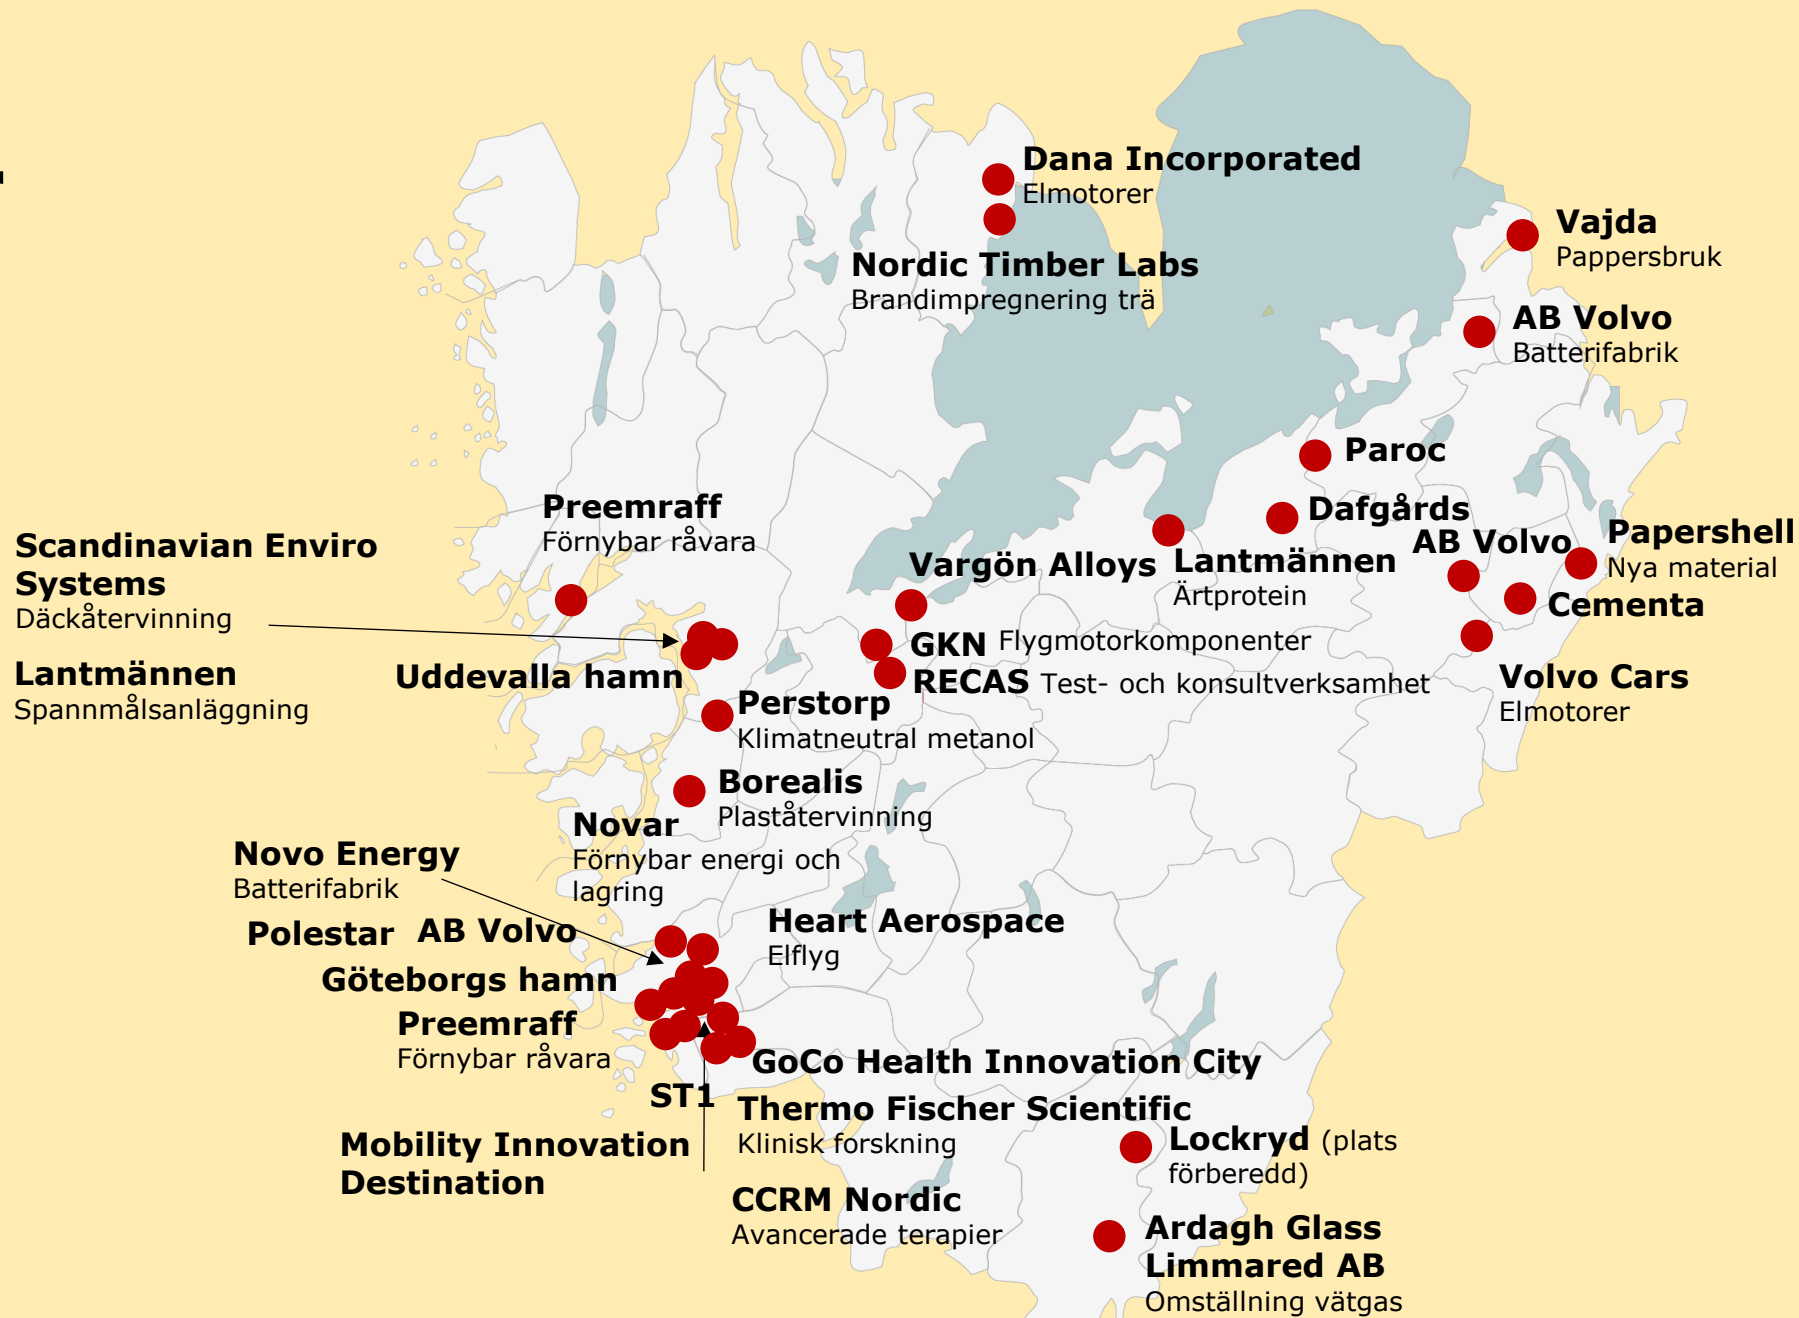 Dana Incorporated
Elmotorer
Nordic Timber Labs
Brandimpregnering trä
Vajda
Pappersbruk
AB Volvo
Batterifabrik
Paroc
Dafgårds
AB Volvo
Papershell
Nya material
Cementa
Volvo Cars
Elmotorer
Lantmännen
Ärtprotein
Vargön Alloys
GKN Flygmotorkomponenter
RECAS Test- och konsultverksamhet
Preemraff
Förnybar råvara
Scandinavian Enviro
Systems
Däckåtervinning
Lantmännen
Spannmålsanläggning
Uddevalla hamn
Perstorp
Klimatneutral metanol
Borealis
Plaståtervinning
Novar
Förnybar energi och
lagring
Novo Energy
Batterifabrik
Polestar
AB Volvo
Göteborgs hamn
Preemraff
Förnybar råvara
Heart Aerospace
Elflyg
GoCo Health Innovation City
ST1
Thermo Fischer Scientific
Klinisk forskning
Mobility Innovation
Destination
CCRM Nordic
Avancerade terapier
Lockryd (plats
förberedd)
Ardagh Glass
Limmared AB
Omställning vätgas